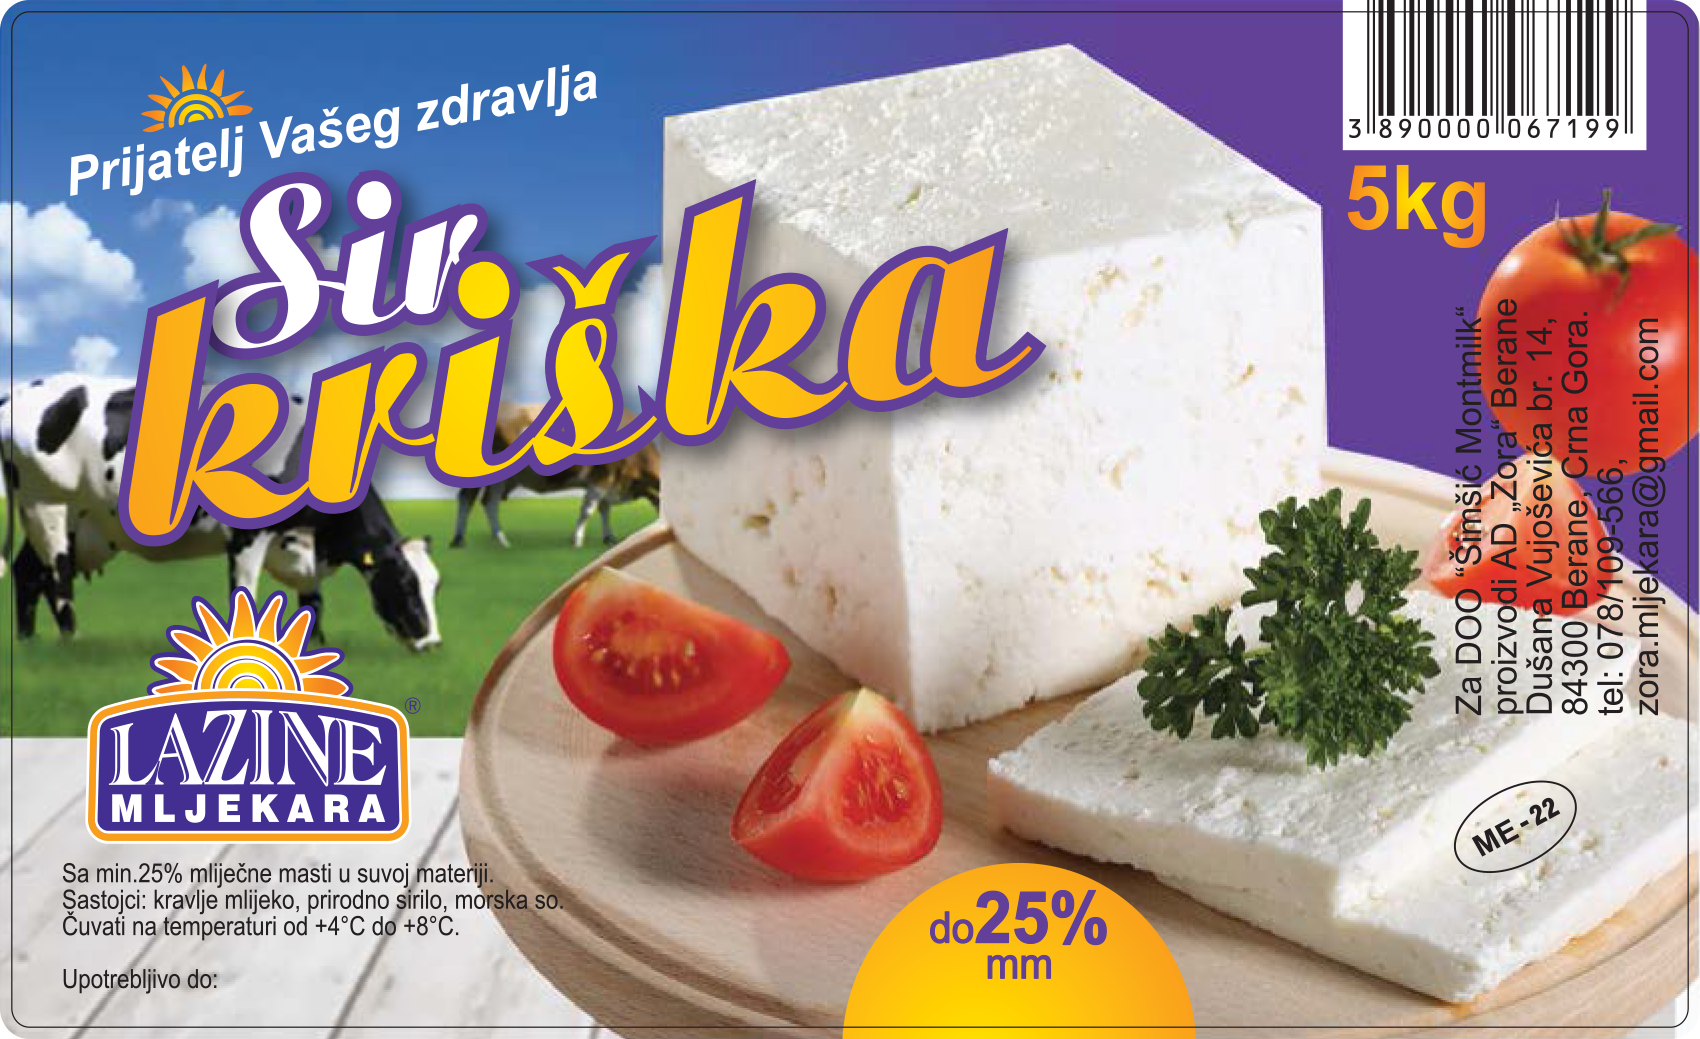 Prijatelj Vašeg zdravlja
Sir
kriška
3 890000 067199
5kg
Za DOO “Šimšić Montmilk“
proizvodi AD „Zora“ Berane
Dušana Vujoševića br. 14,
84300 Berane, Crna Gora.
tel: 078/109-566,
zora.mljekara@gmail.com
LAZINE ®
MLJEKARA
Sa min.25% mliječne masti u suvoj materiji.
Sastojci: kravlje mlijeko, prirodno sirilo, morska so.
Čuvati na temperaturi od +4°C do +8°C.
Upotrebljivo do:
do 25%
mm
ME - 22